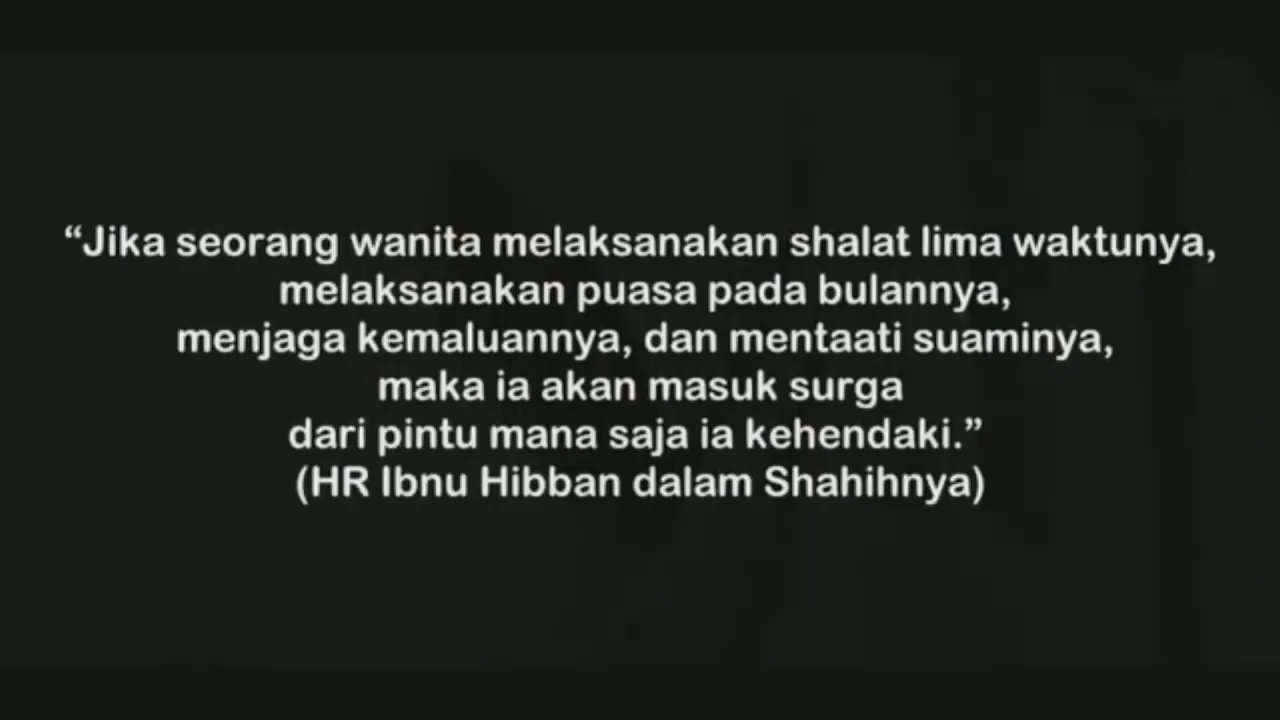 “Jika seorang wanita melaksanakan shalat lima waktunya,
melaksanakan puasa pada bulannya,
menjaga kemaluannya, dan mentaati suaminya,
maka ia akan masuk surga
dari pintu mana saja ia kehendaki.”
(HR Ibnu Hibban dalam Shahihnya)